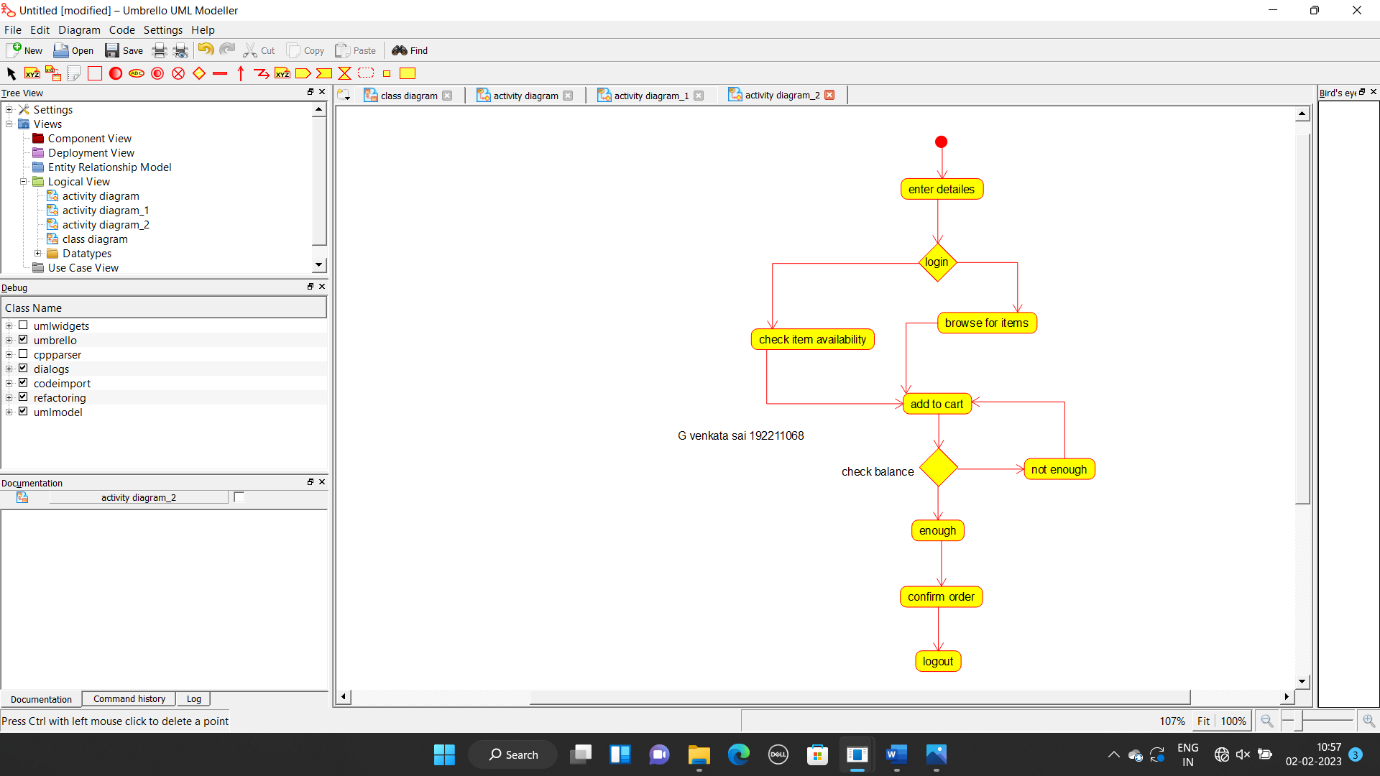 Untitled [modified] – Umbrello UML Modeller
File Edit Diagram Code Settings Help
New Open Save Cut Copy Paste Find
XYZ ABC XYZ
Tree View
class diagram activity diagram activity diagram_1 activity diagram_2
Bird's eye
Settings
Views
Component View
Deployment View
Entity Relationship Model
Logical View
activity diagram
activity diagram_1
activity diagram_2
class diagram
Datatypes
Use Case View
Debug
Class Name
umlwidgets
umbrello
cppparser
dialogs
codeimport
refactoring
umlmodel
Documentation
activity diagram_2
Documentation Command history Log
enter detailes
login
browse for items
check item availability
add to cart
G venkata sai 192211068
check balance
not enough
enough
confirm order
logout
Press Ctrl with left mouse click to delete a point
107% Fit 100%
Search
DELL
ENG
IN
10:57
02-02-2023
3